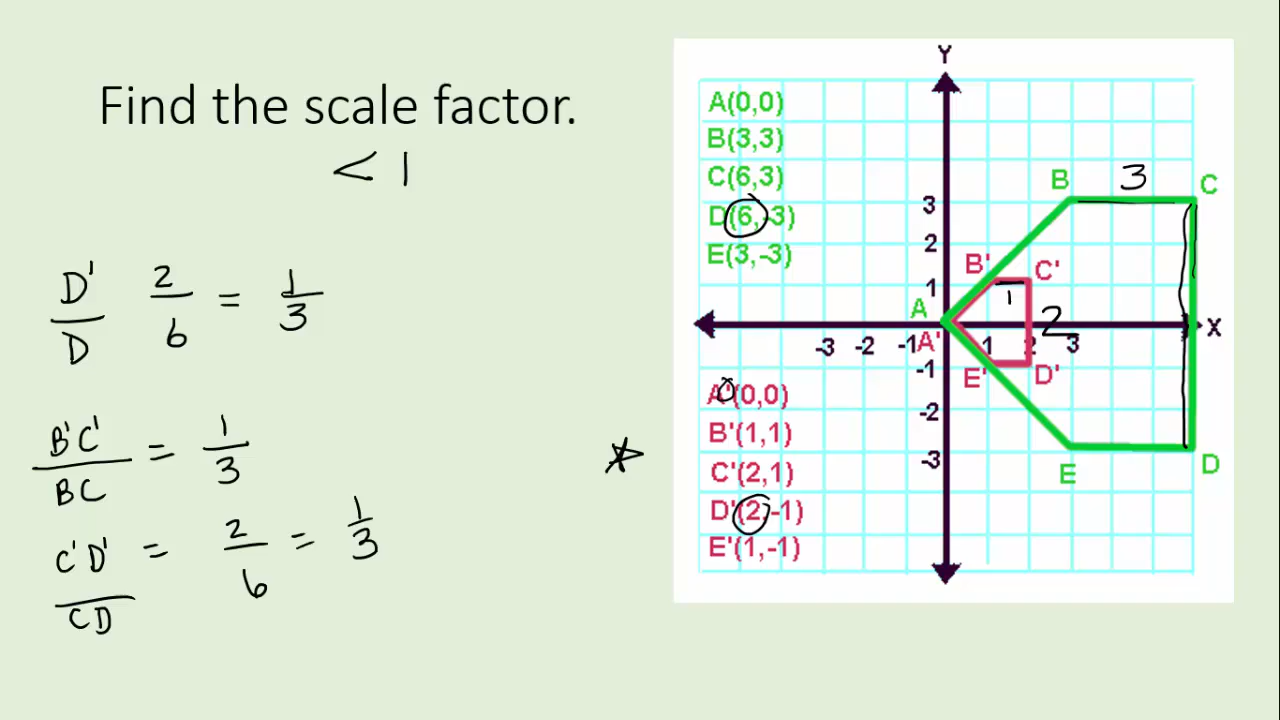 Find the scale factor.
< 1
D'/D 2/6 = 1/3
B'C'/BC = 1/3
C'D'/CD = 2/6 = 1/3
Y
A(0,0)
B(3,3)
C(6,3)
D(6,-3)
E(3,-3)
B 3 C
3
2
B' C'
1
1
A
2
X
-3 -2 -1 A' 1 2 3
-1
E' D'
-2
-3
E D
A'(0,0)
B'(1,1)
C'(2,1)
D'(2,-1)
E'(1,-1)